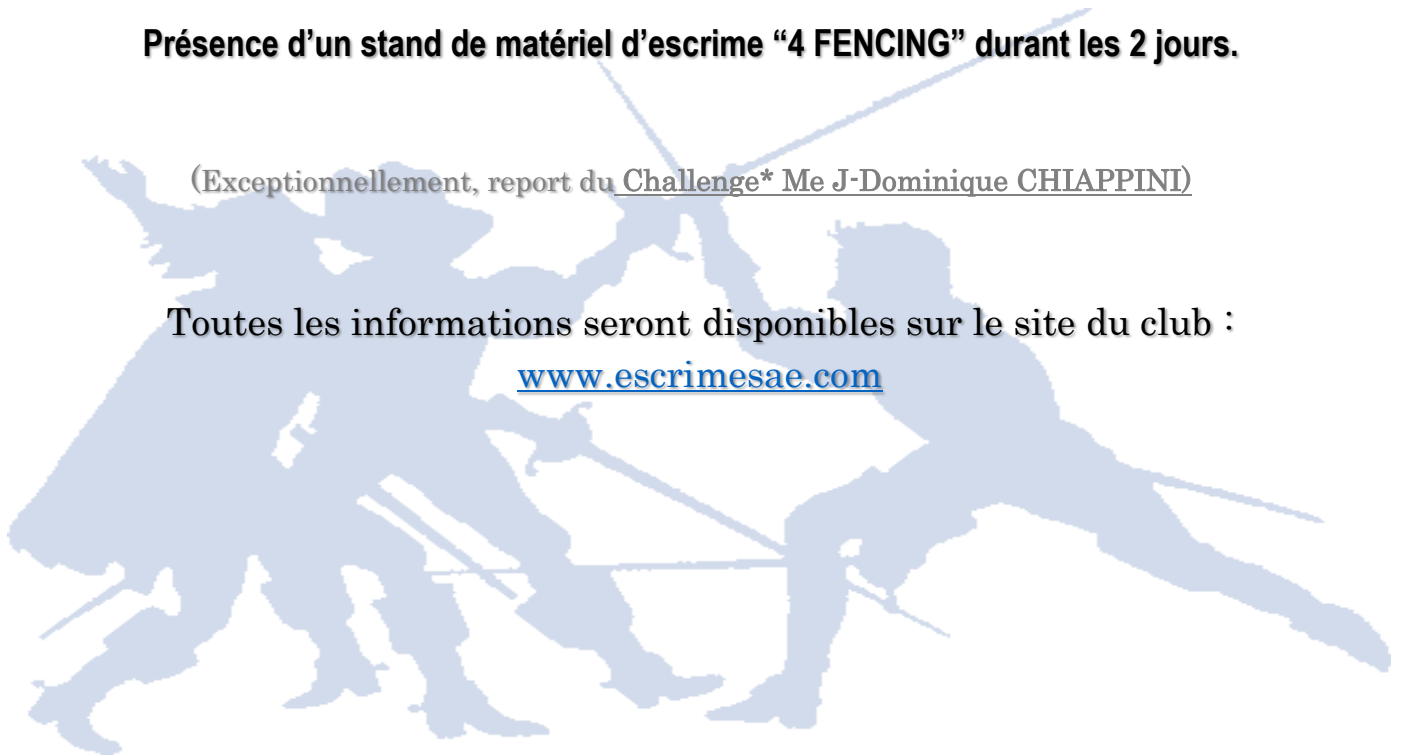 Présence d’un stand de matériel d’escrime “4 FENCING” durant les 2 jours.
(Exceptionnellement, report du Challenge* Me J-Dominique CHIAPPINI)
Toutes les informations seront disponibles sur le site du club :
www.escrimesae.com